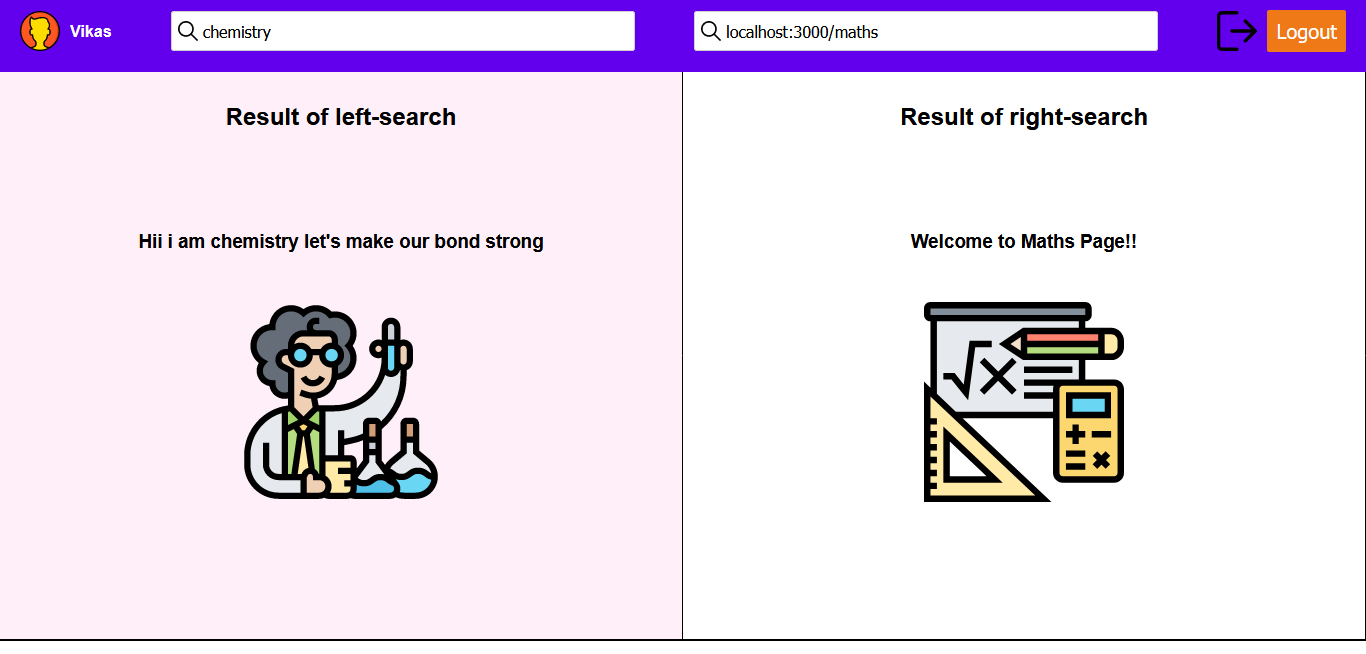 Vikas
chemistry
localhost:3000/maths
Logout
Result of left-search
Hii i am chemistry let's make our bond strong
Result of right-search
Welcome to Maths Page!!